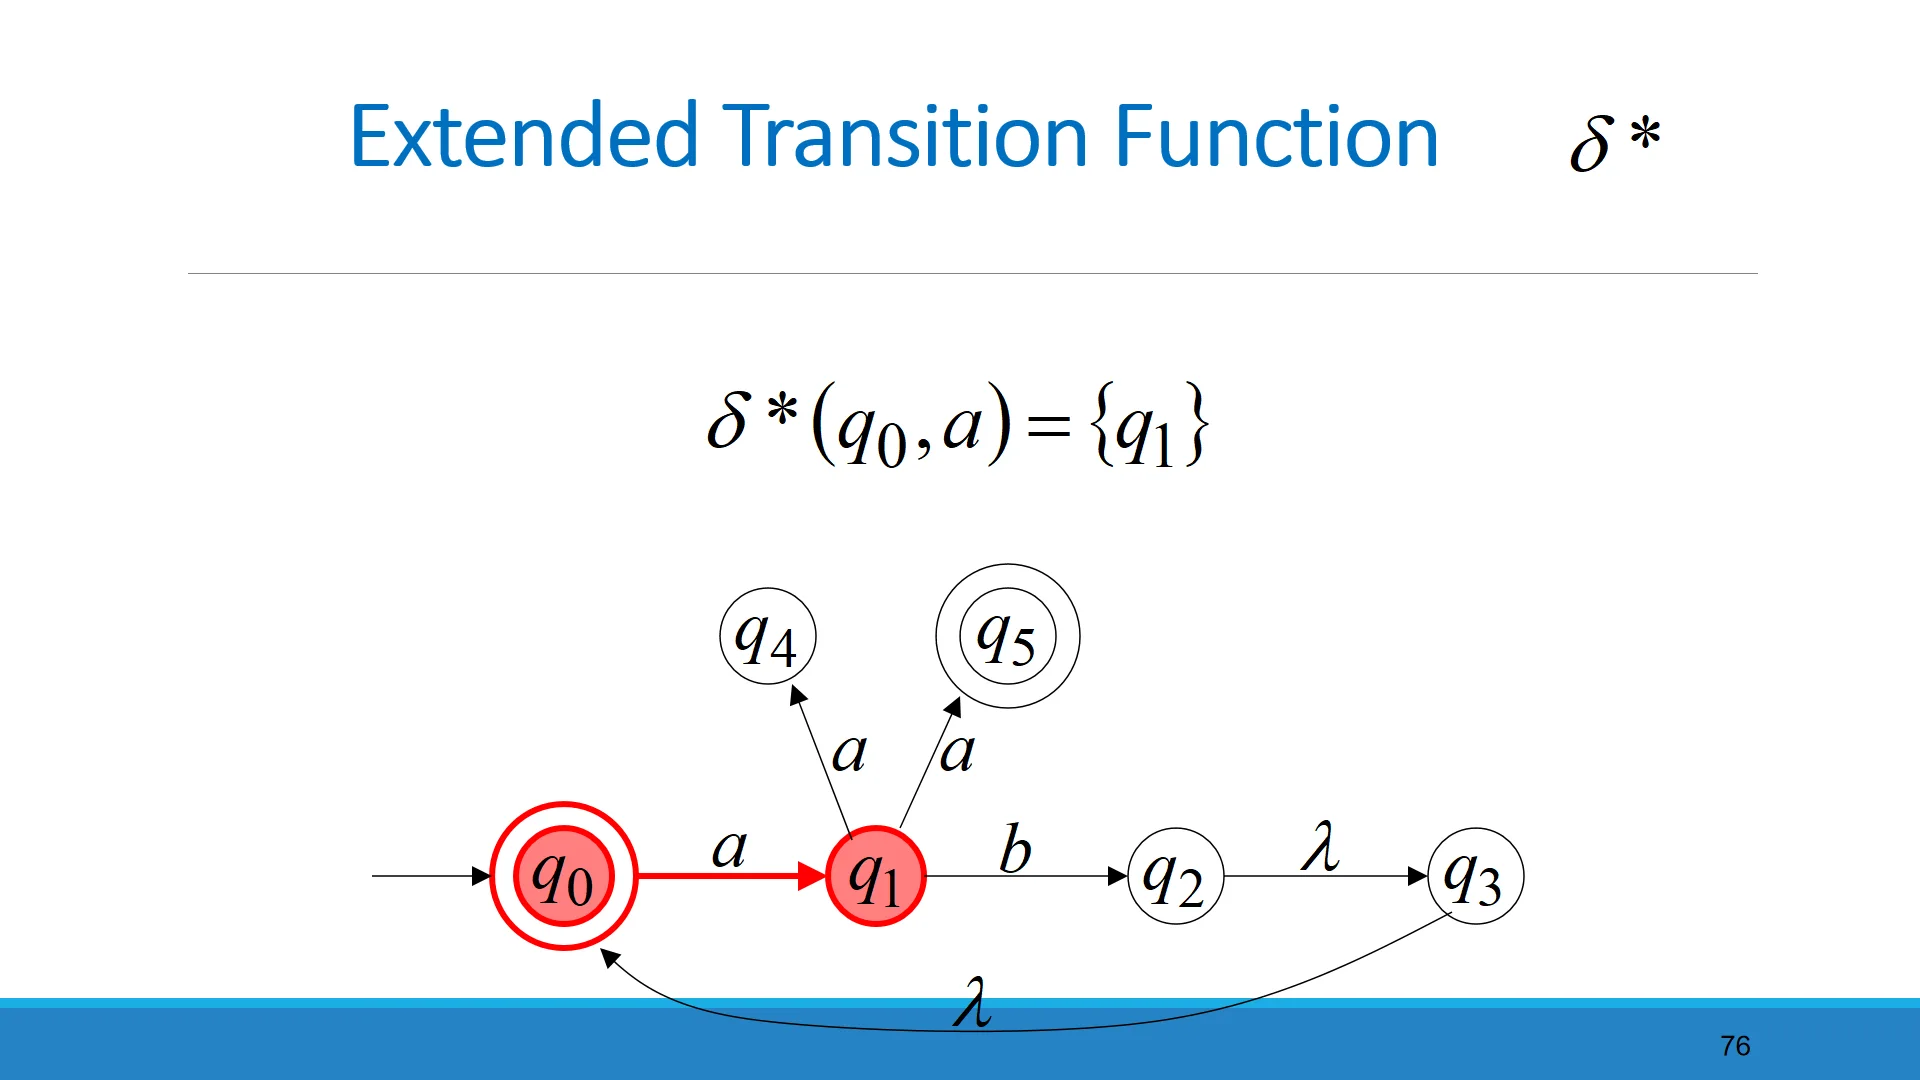 Extended Transition Function δ*
δ*(q₀,a)={q₁}
q₄ q₅
a a
q₀ a q₁ b q₂ λ q₃
λ
76